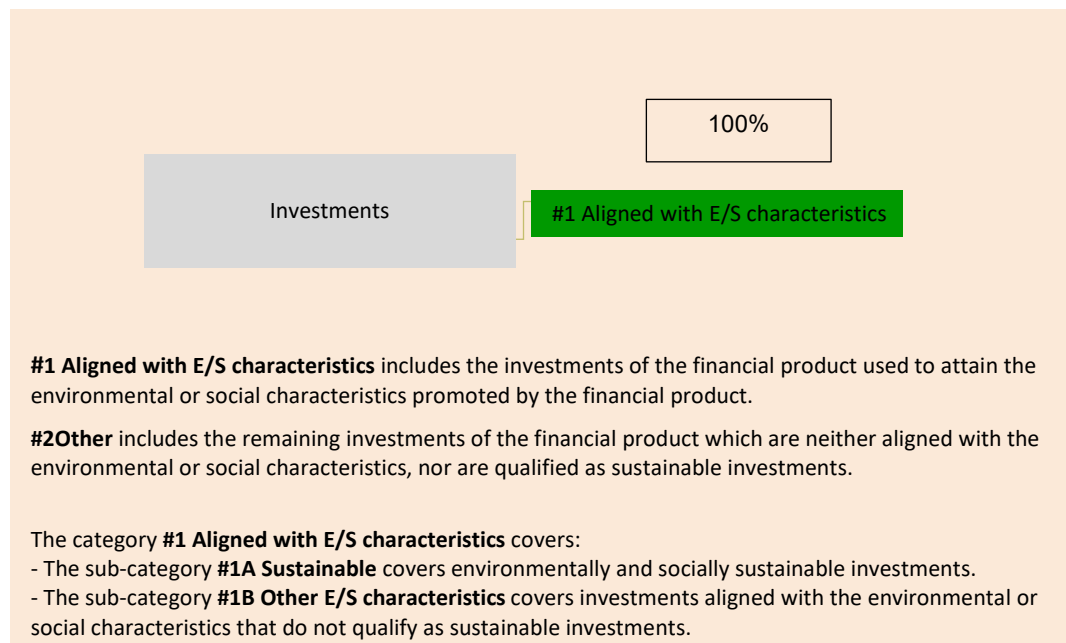 100%
Investments
#1 Aligned with E/S characteristics
#1 Aligned with E/S characteristics includes the investments of the financial product used to attain the
environmental or social characteristics promoted by the financial product.
#2Other includes the remaining investments of the financial product which are neither aligned with the
environmental or social characteristics, nor are qualified as sustainable investments.
The category #1 Aligned with E/S characteristics covers:
- The sub-category #1A Sustainable covers environmentally and socially sustainable investments.
- The sub-category #1B Other E/S characteristics covers investments aligned with the environmental or
social characteristics that do not qualify as sustainable investments.